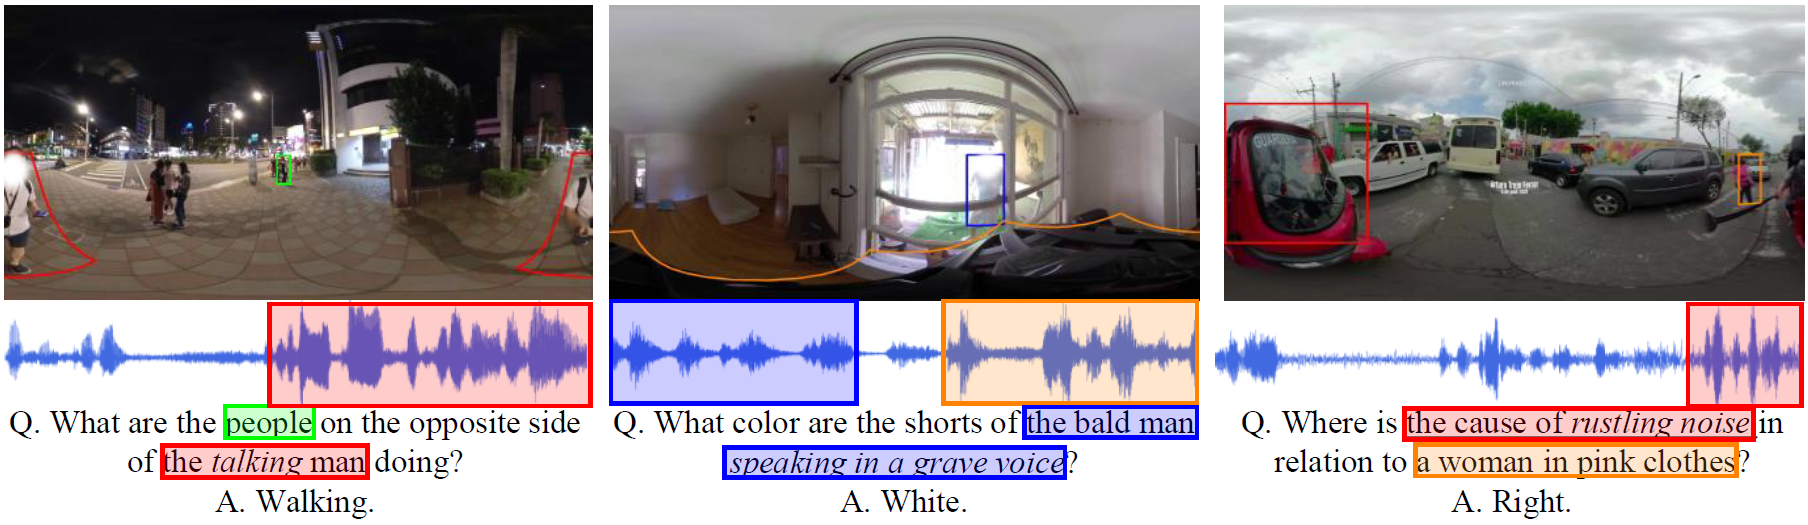 Q. What are the people on the opposite side
of the talking man doing?
A. Walking.
Q. What color are the shorts of the bald man
speaking in a grave voice?
A. White.
Q. Where is the cause of rustling noise in
relation to a woman in pink clothes?
A. Right.